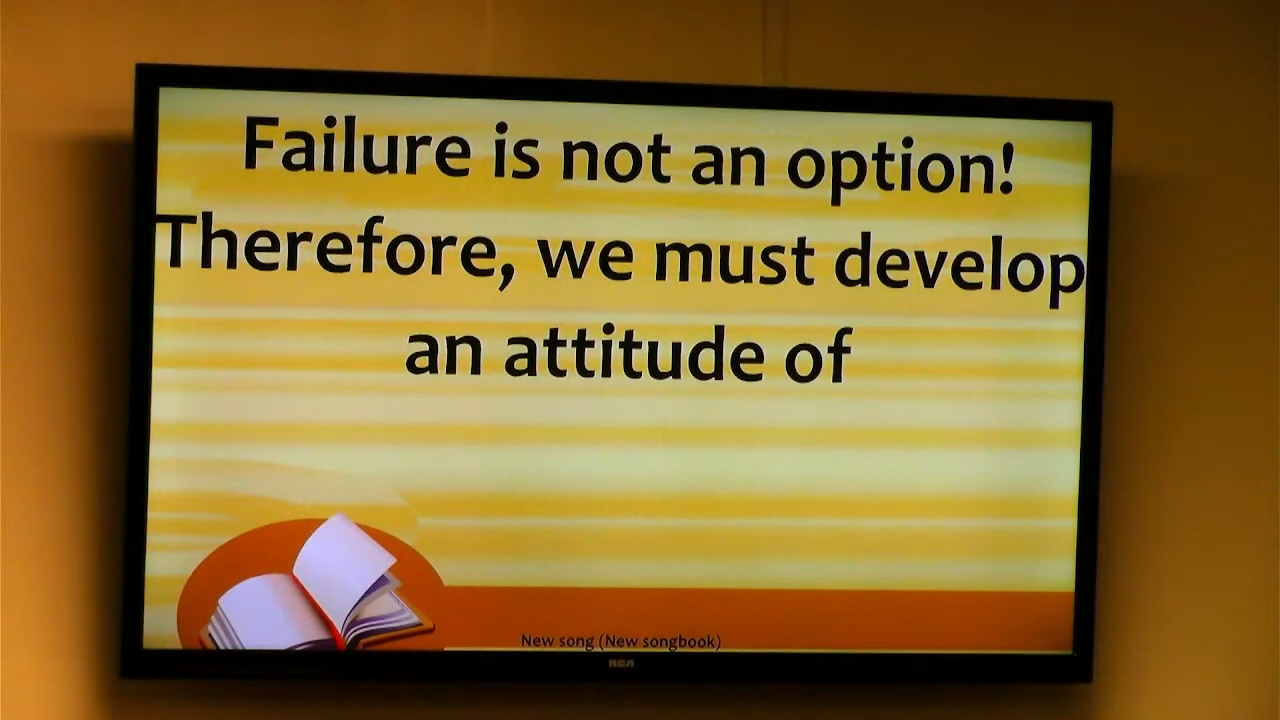 Failure is not an option!
Therefore, we must develop
an attitude of
New song (New songbook)
RCA